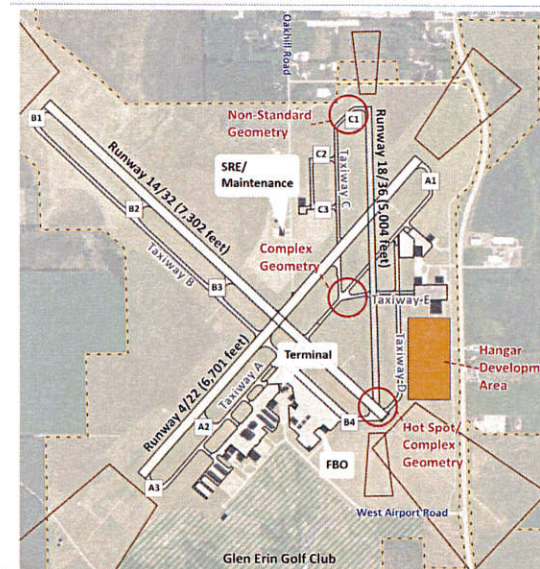 Oakhill Road
Non-Standard
Geometry
C1
B1
C2
Runway 18/36 (5,004 feet)
Taxiway C
SRE/
Maintenance
A1
Runway 14/32 (7,302 feet)
B2
C3
Complex
Geometry
Taxiway B
B3
Taxiway E
Terminal
Taxiway D
Hangar
Developm
Area
Runway 4/22 (6,701 feet)
Taxiway A
A2
B4
Hot Spot
Complex
Geometry
FBO
A3
West Airport Road
Glen Erin Golf Club